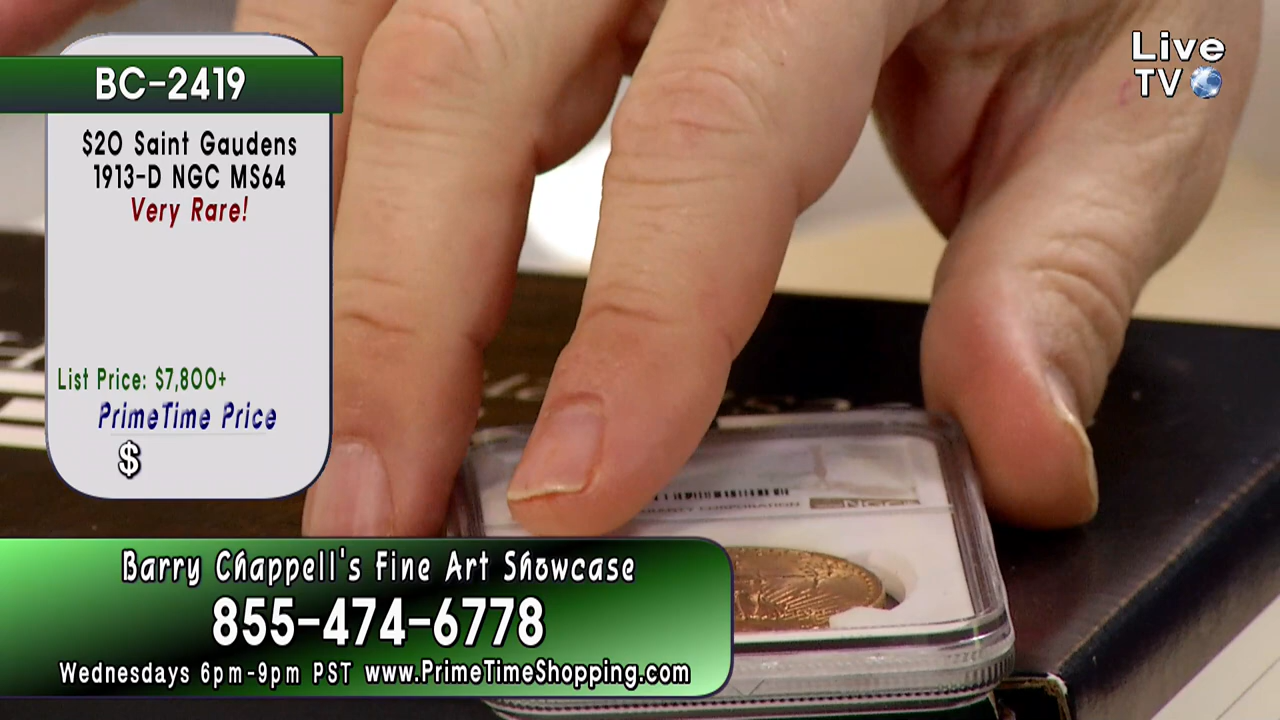 BC-2419
$20 Saint Gaudens
1913-D NGC MS64
Very Rare!
List Price: $7,800+
PrimeTime Price
$
Live
TV
NGC
Barry Chappell's Fine Art Showcase
855-474-6778
Wednesdays 6pm-9pm PST www.PrimeTimeShopping.com